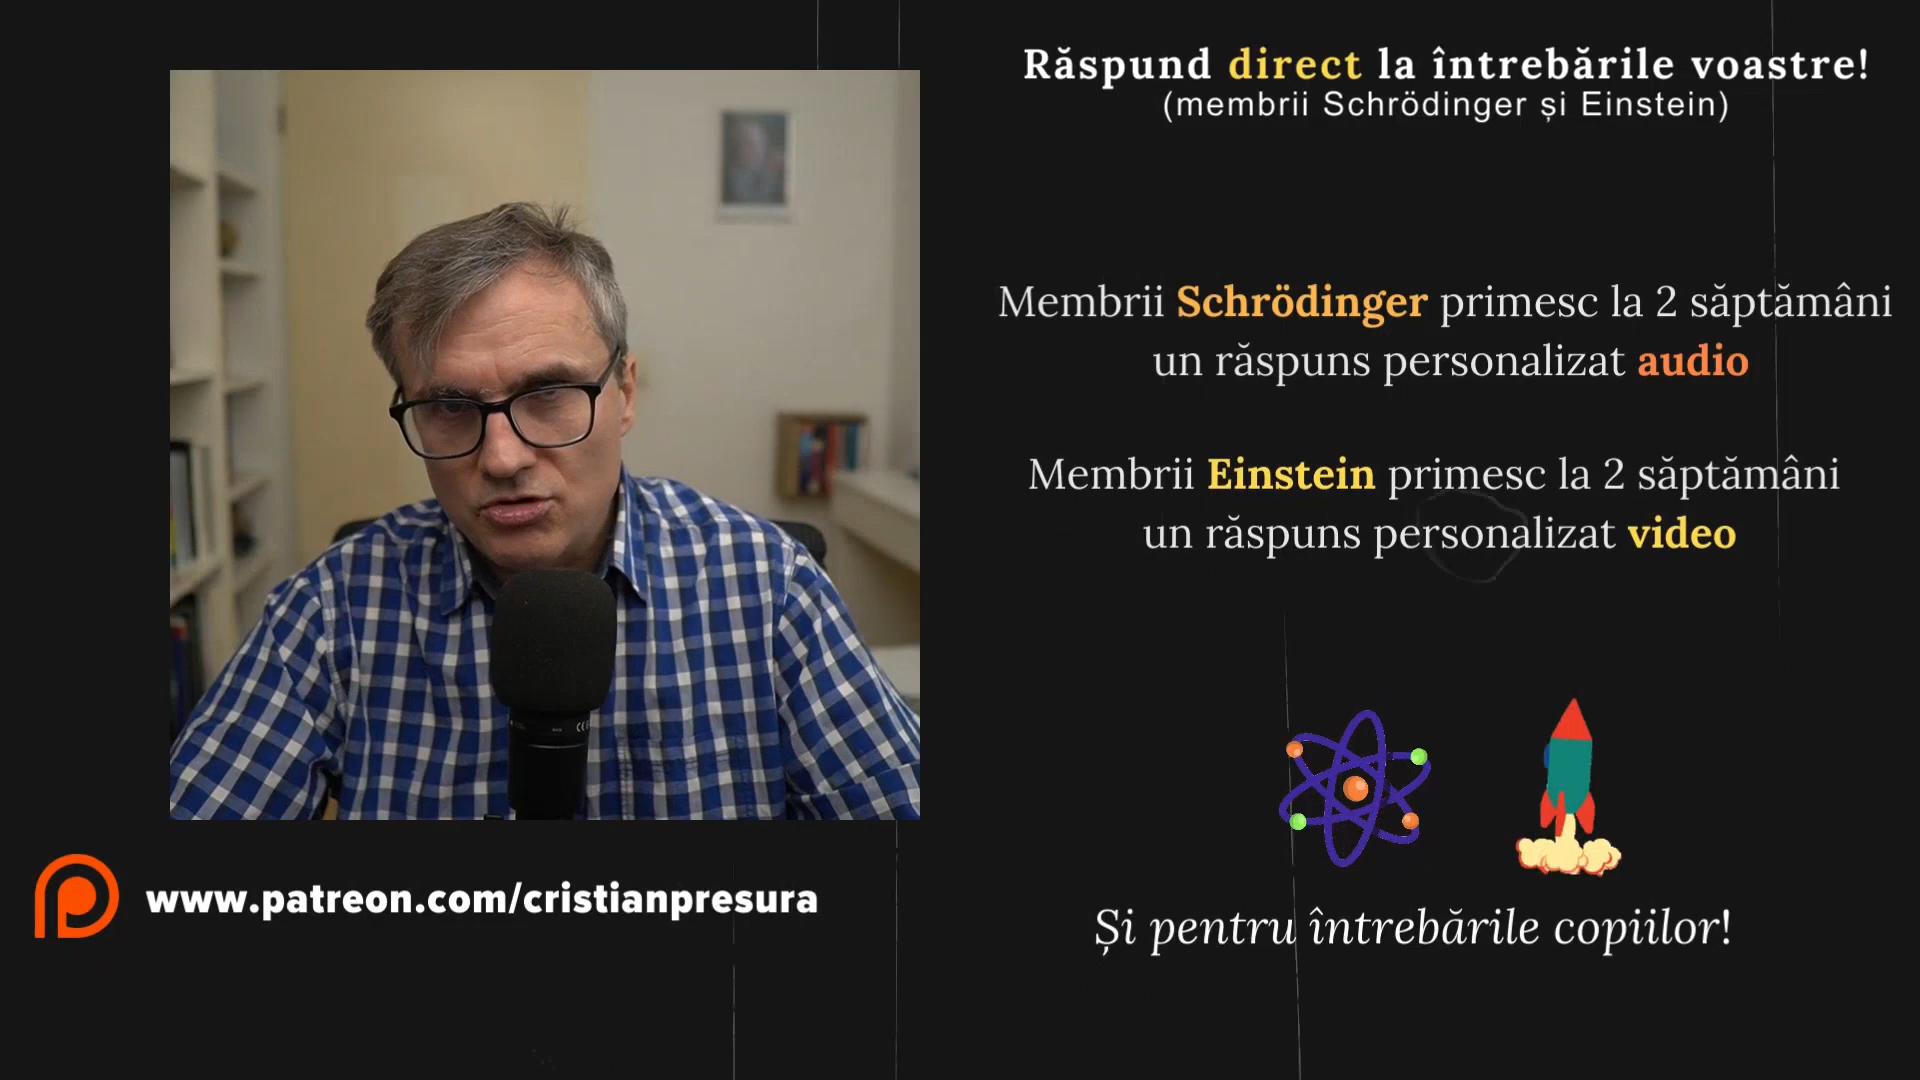 Răspund direct la întrebările voastre!
(membrii Schrödinger și Einstein)
Membrii Schrödinger primesc la 2 săptămâni
un răspuns personalizat audio
Membrii Einstein primesc la 2 săptămâni
un răspuns personalizat video
www.patreon.com/cristianpresura
Și pentru întrebările copiilor!